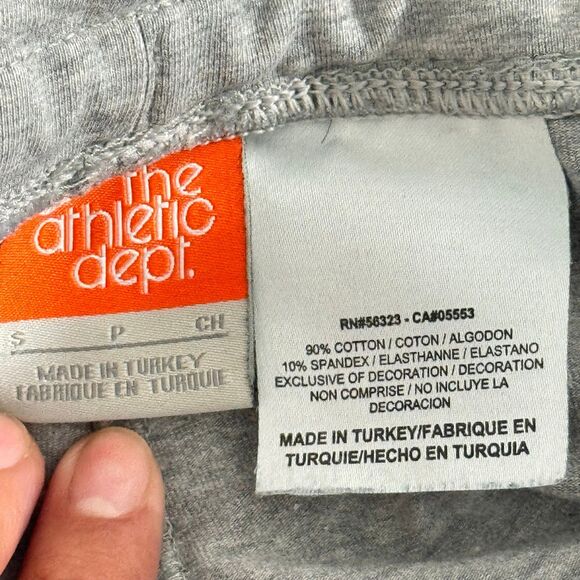 the
athletic
dept.
S P CH
MADE IN TURKEY
FABRIQUE EN TURQUIE
RN#56323 - CA#05553
90% COTTON / COTON / ALGODON
10% SPANDEX / ELASTHANNE / ELASTANO
EXCLUSIVE OF DECORATION / DECORATION
NON COMPRISE / NO INCLUYE LA
DECORACION
MADE IN TURKEY/FABRIQUE EN
TURQUIE/HECHO EN TURQUIA